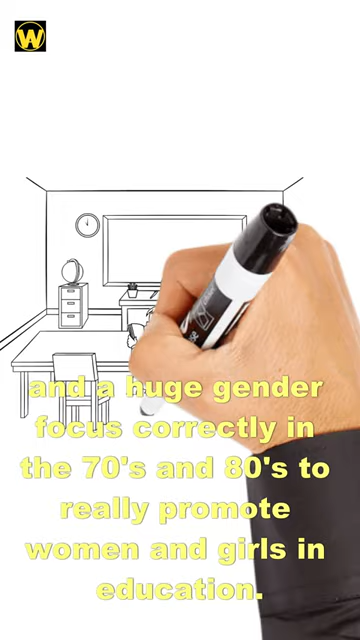 W
and a huge gender
focus correctly in
the 70's and 80's to
really promote
women and girls in
education.